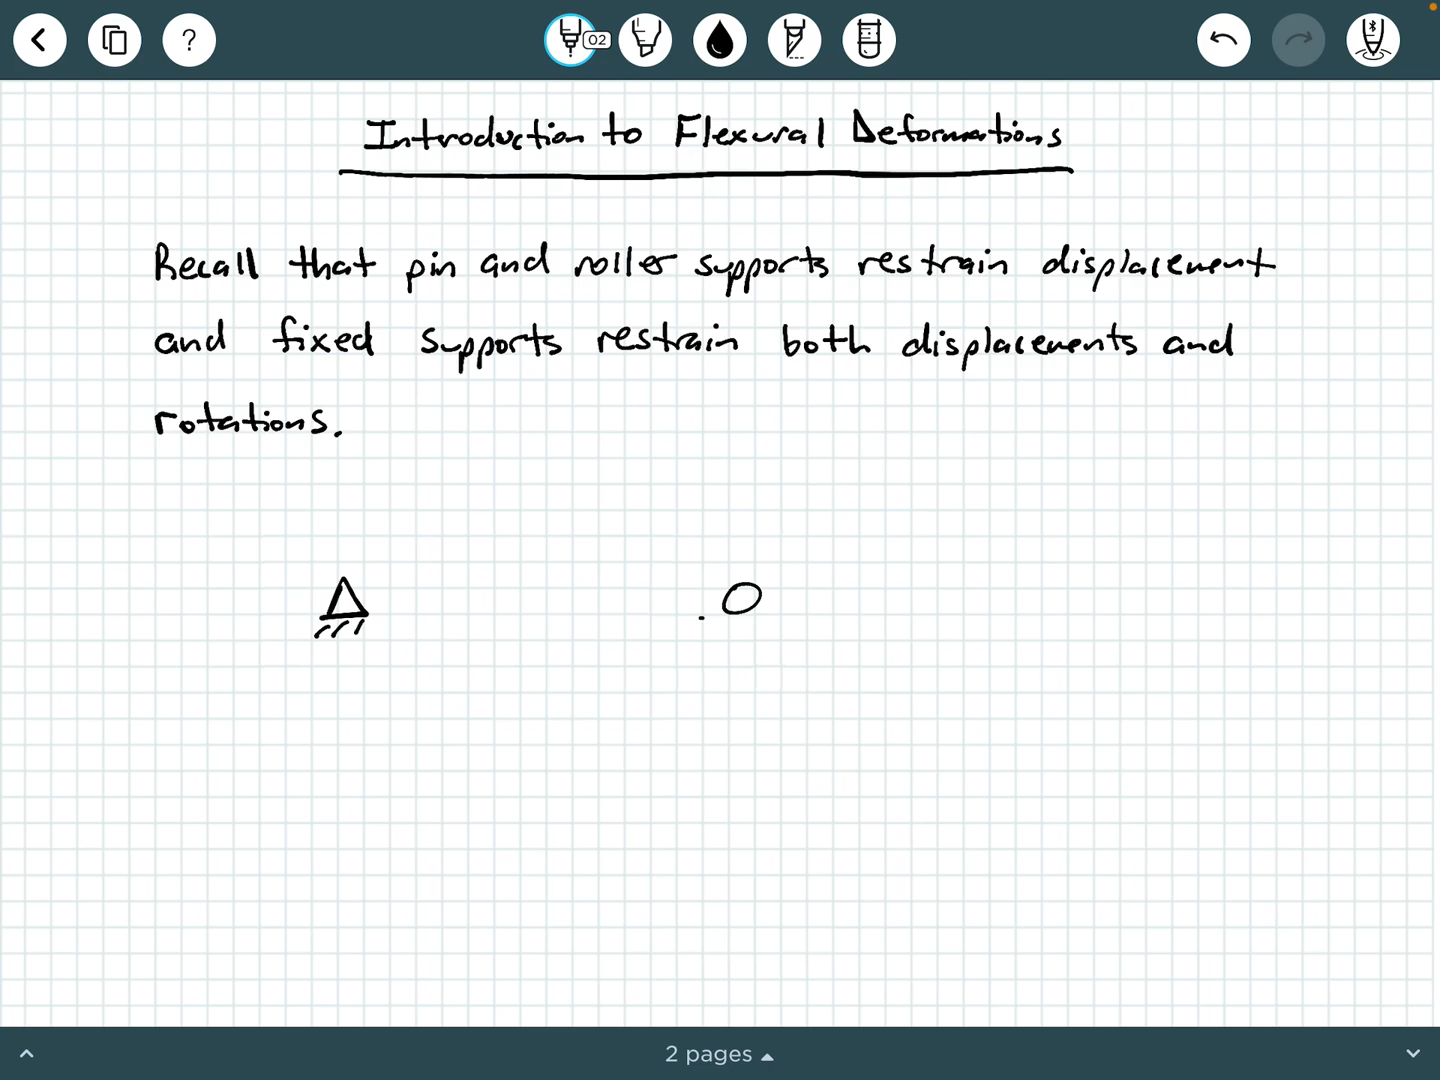 ?
02
Introduction to Flexural Deformations
Recall that pin and roller supports restrain displacement
and fixed supports restrain both displacements and
rotations.
2 pages